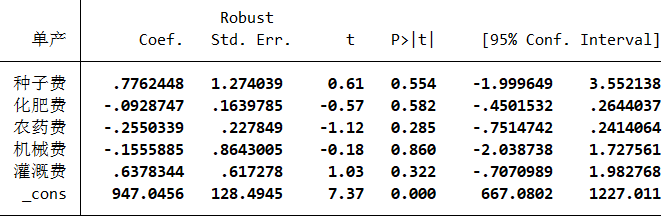 Robust
单产 Coef. Std. Err. t P>|t| [95% Conf. Interval]
种子费 .7762448 1.274039 0.61 0.554 -1.999649 3.552138
化肥费 -.0928747 .1639785 -0.57 0.582 -.4501532 .2644037
农药费 -.2550339 .227849 -1.12 0.285 -.7514742 .2414064
机械费 -.1555885 .8643005 -0.18 0.860 -2.038738 1.727561
灌溉费 .6378344 .617278 1.03 0.322 -.7070989 1.982768
_cons 947.0456 128.4945 7.37 0.000 667.0802 1227.011